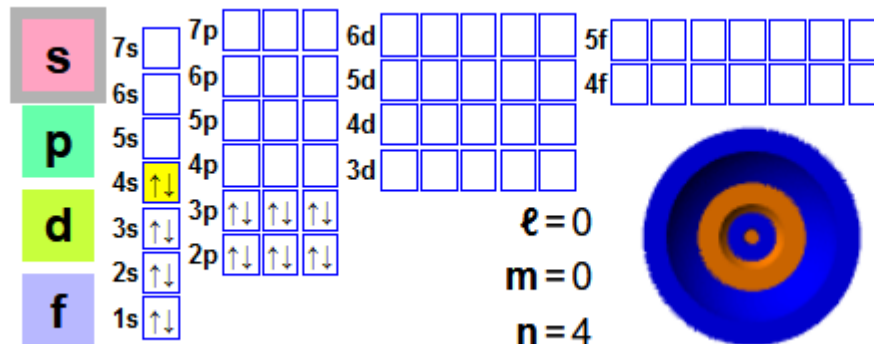 s
p
d
f
7s
6s
5s
4s ↑↓
3s ↑↓
2s ↑↓
1s ↑↓
7p
6p
5p
4p
3p ↑↓ ↑↓ ↑↓
2p ↑↓ ↑↓ ↑↓
6d
5d
4d
3d
5f
4f
ℓ = 0
m = 0
n = 4